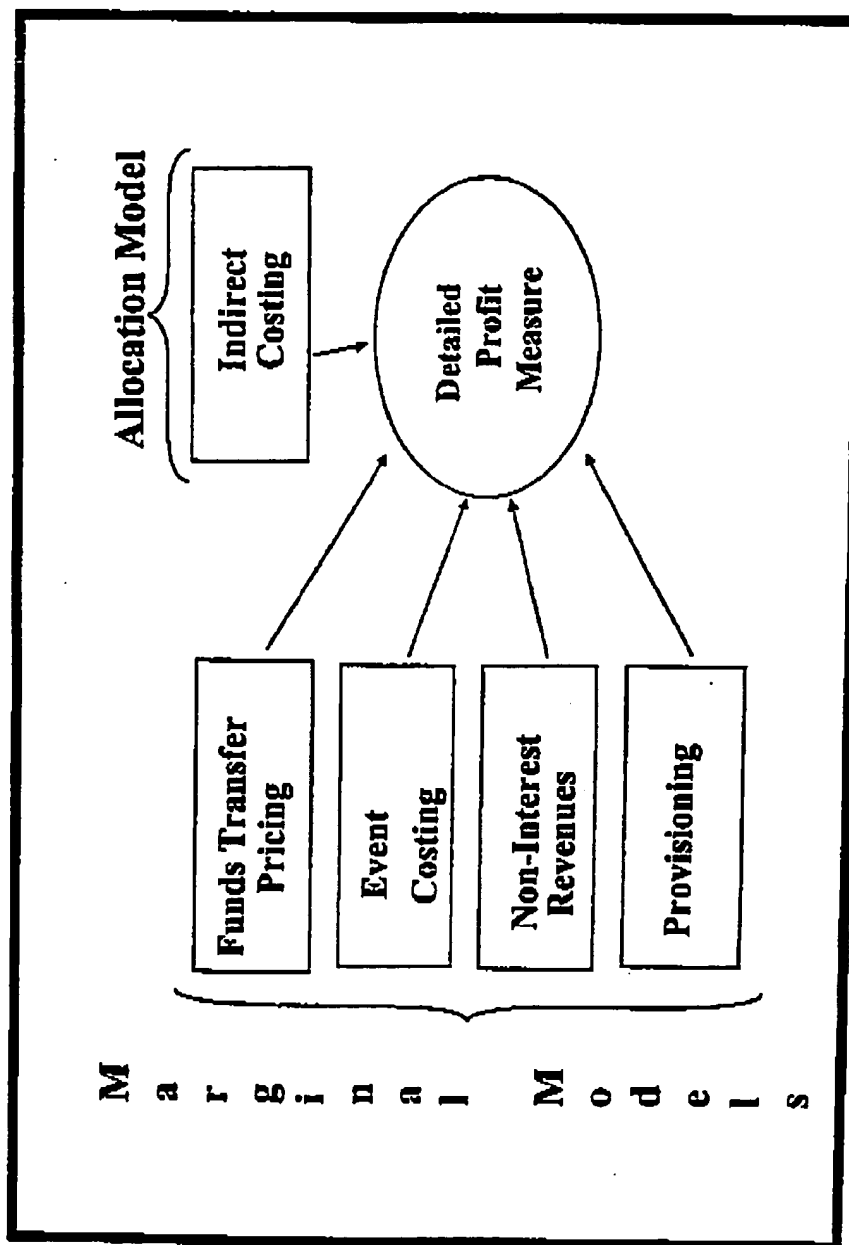 Allocation Model
Indirect
Costing
Detailed
Profit
Measure
Marginal Models
Funds Transfer
Pricing
Event
Costing
Non-Interest
Revenues
Provisioning